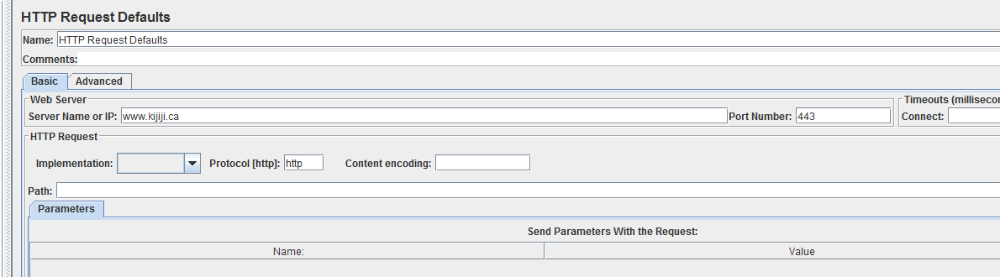 HTTP Request Defaults
Name: HTTP Request Defaults
Comments:
Basic Advanced
Web Server Timeouts (millisecon
Server Name or IP: www.kijiji.ca Port Number: 443 Connect:
HTTP Request
Implementation: Protocol [http]: http Content encoding:
Path:
Parameters
Send Parameters With the Request:
Name: Value